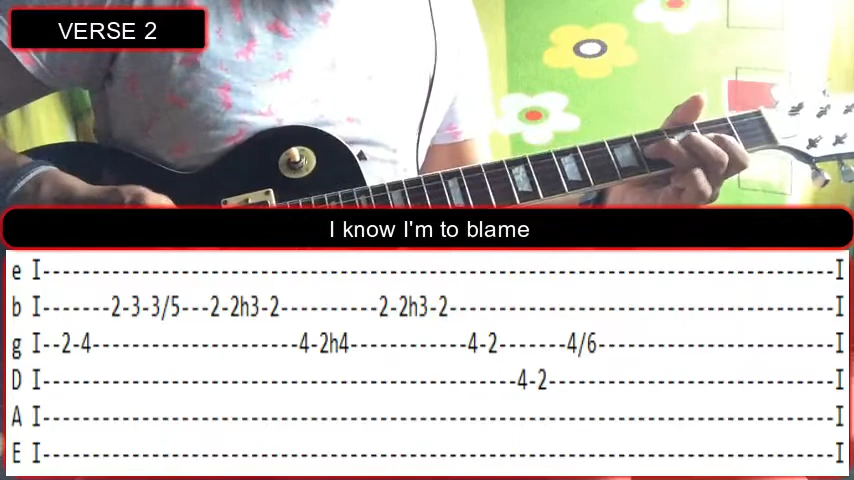 VERSE 2
I know I'm to blame
e I---------------------------------------------------------------------------------I
b I-------2-3-3/5---2-2h3-2----------2-2h3-2---------------------------------------I
g I--2-4---------------------4-2h4------------4-2-------4/6------------------------I
D I------------------------------------------------4-2-----------------------------I
A I---------------------------------------------------------------------------------I
E I---------------------------------------------------------------------------------I